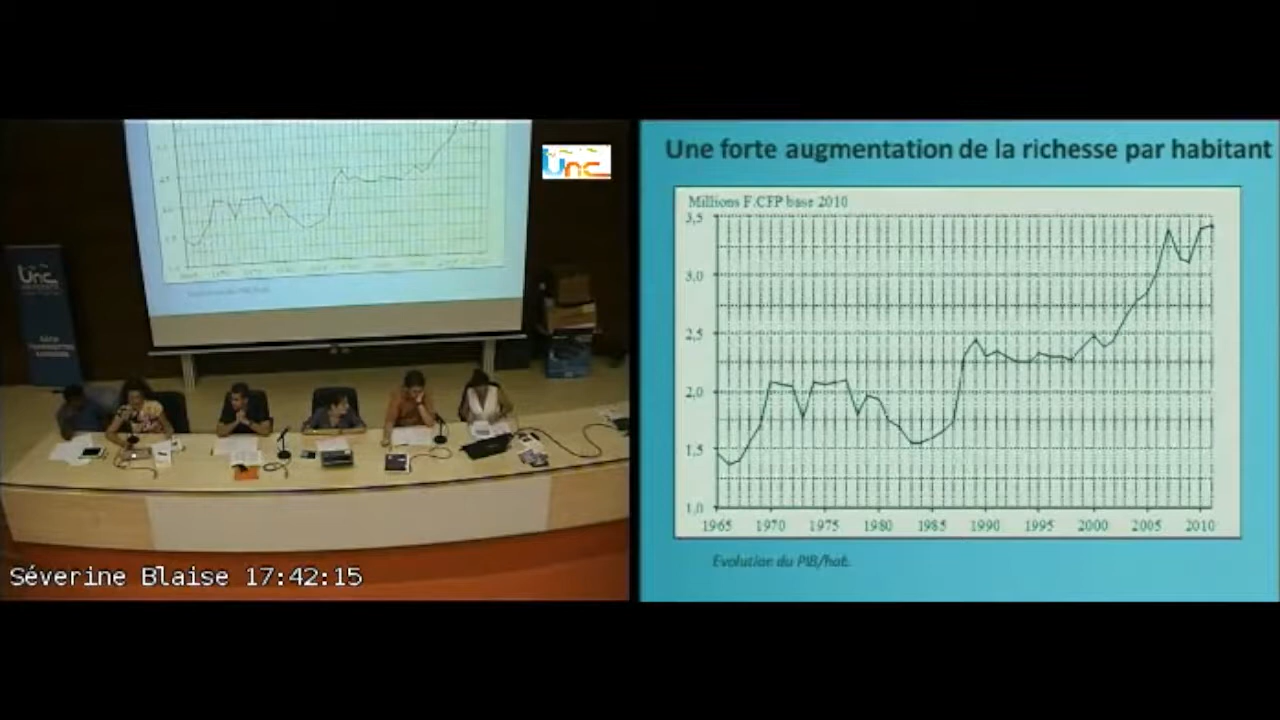 Unc
Unc
Séverine Blaise 17:42:15
Une forte augmentation de la richesse par habitant
Millions F.CFP base 2010
3,5
3,0
2,5
2,0
1,5
1,0
1965 1970 1975 1980 1985 1990 1995 2000 2005 2010
Evolution du PIB/hab.